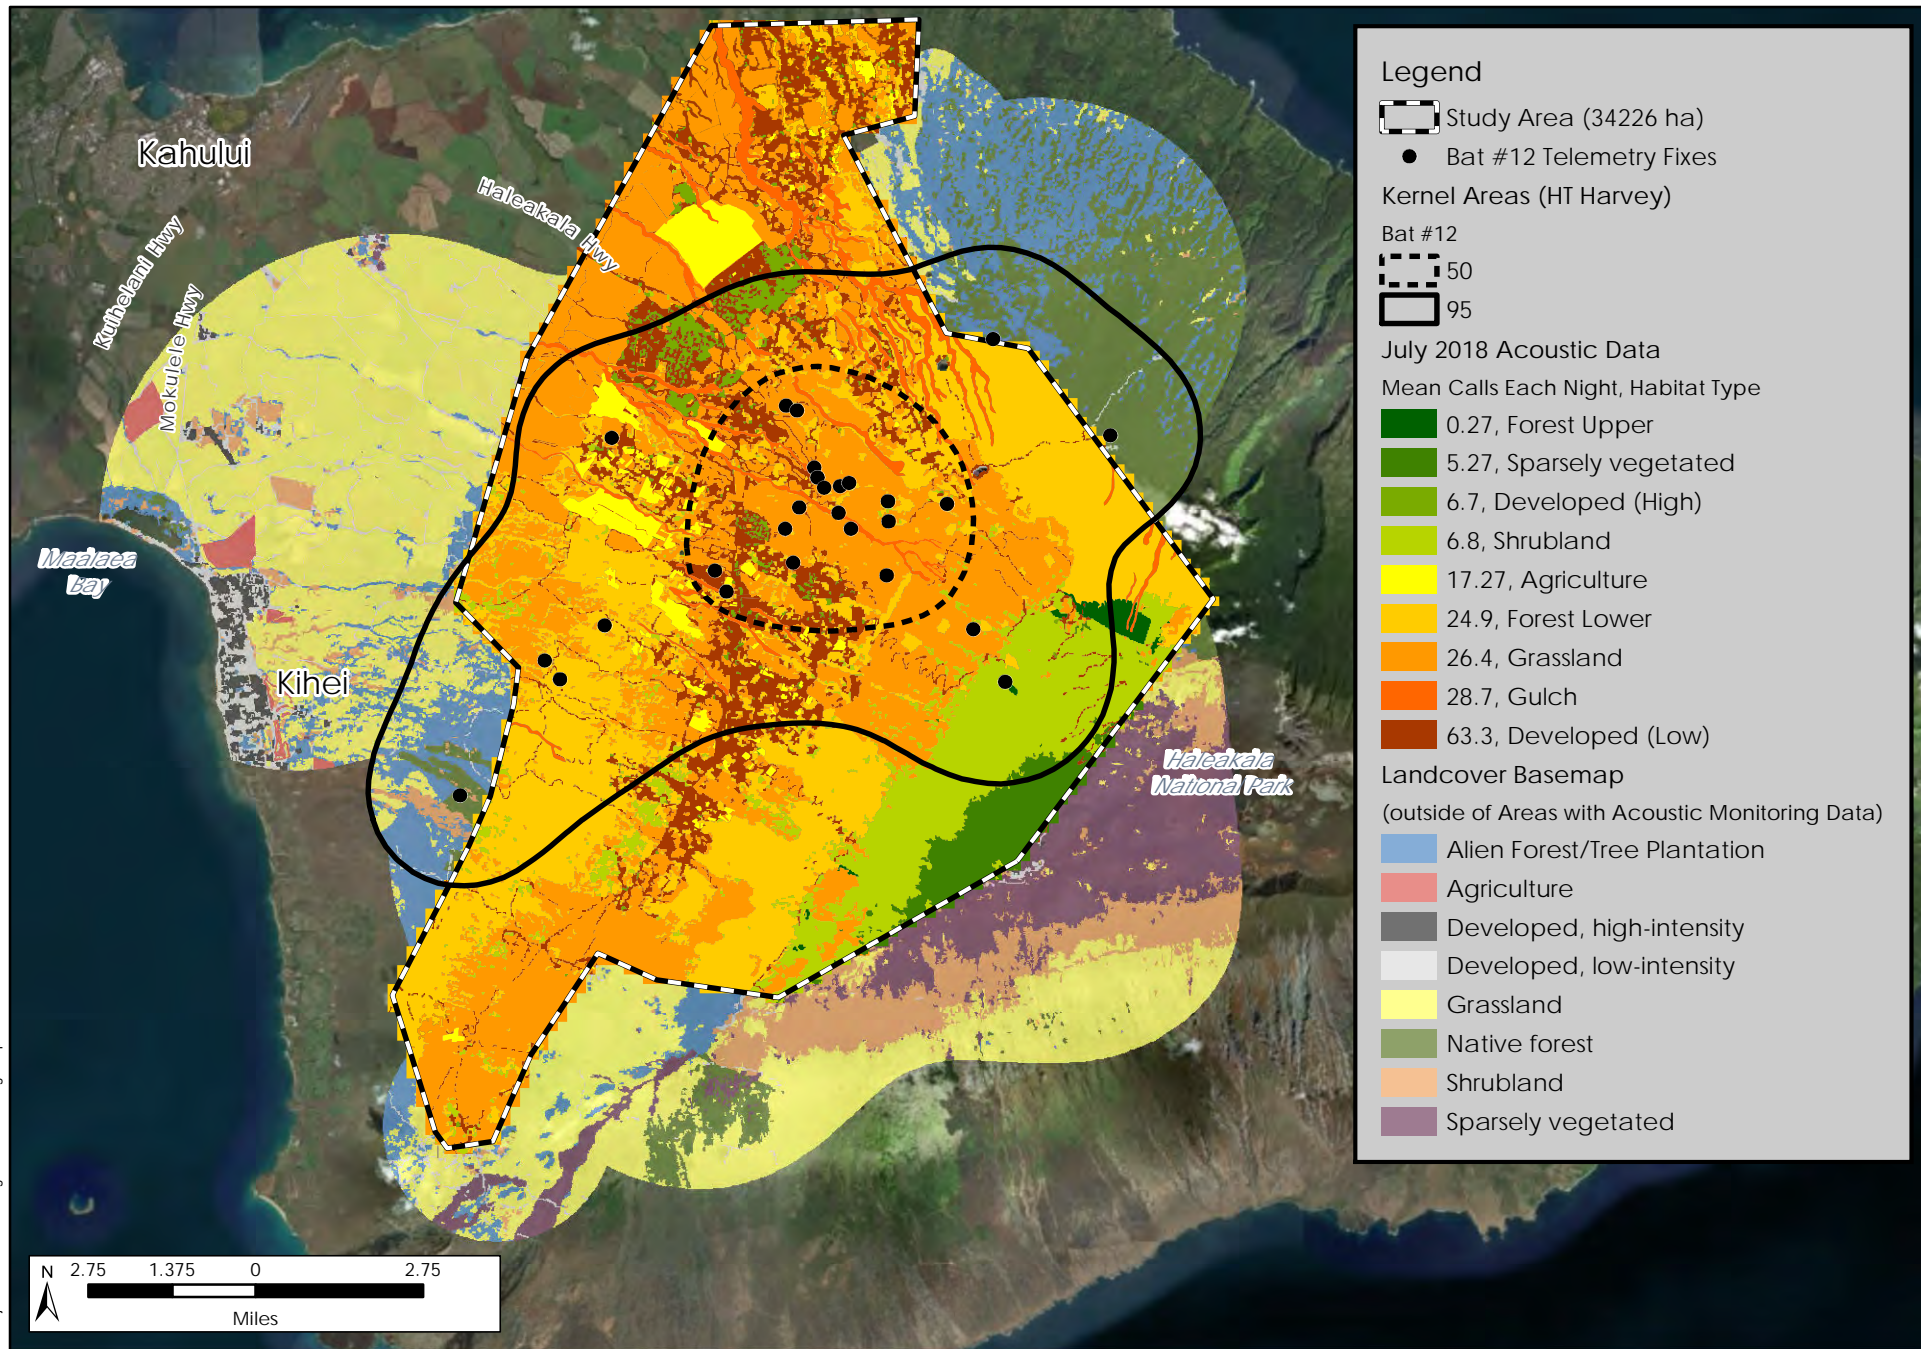 Kahului
Haleakala Hwy
Kuihelani Hwy
Mokulele Hwy
Maalaea
Bay
Kihei
Haleakala
National Park
N
2.75
1.375
0
2.75
Miles
Legend
Study Area (34226 ha)
Bat #12 Telemetry Fixes
Kernel Areas (HT Harvey)
Bat #12
50
95
July 2018 Acoustic Data
Mean Calls Each Night, Habitat Type
0.27, Forest Upper
5.27, Sparsely vegetated
6.7, Developed (High)
6.8, Shrubland
17.27, Agriculture
24.9, Forest Lower
26.4, Grassland
28.7, Gulch
63.3, Developed (Low)
Landcover Basemap
(outside of Areas with Acoustic Monitoring Data)
Alien Forest/Tree Plantation
Agriculture
Developed, high-intensity
Developed, low-intensity
Grassland
Native forest
Shrubland
Sparsely vegetated